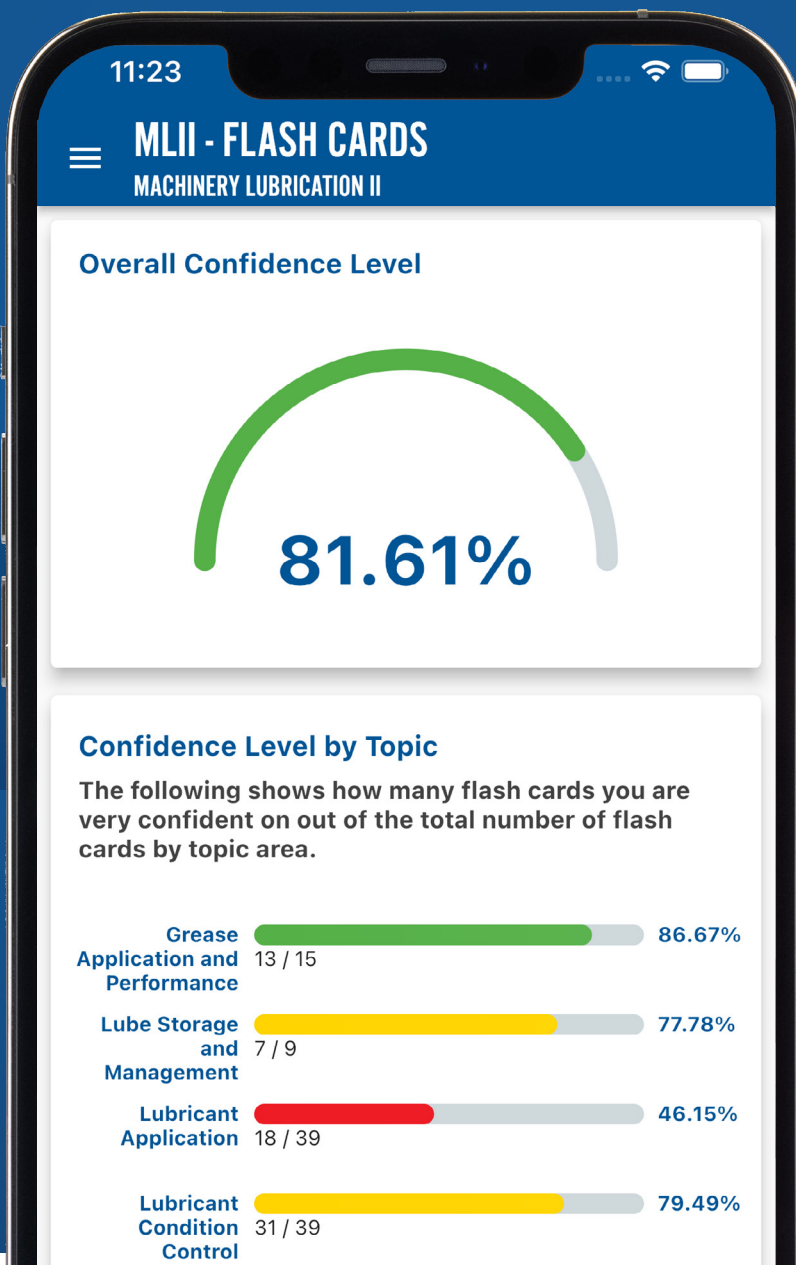 11:23
MLII - FLASH CARDS
MACHINERY LUBRICATION II
Overall Confidence Level
81.61%
Confidence Level by Topic
The following shows how many flash cards you are
very confident on out of the total number of flash
cards by topic area.
Grease
Application and
Performance
13 / 15
86.67%
Lube Storage
and
Management
7 / 9
77.78%
Lubricant
Application
18 / 39
46.15%
Lubricant
Condition
Control
31 / 39
79.49%